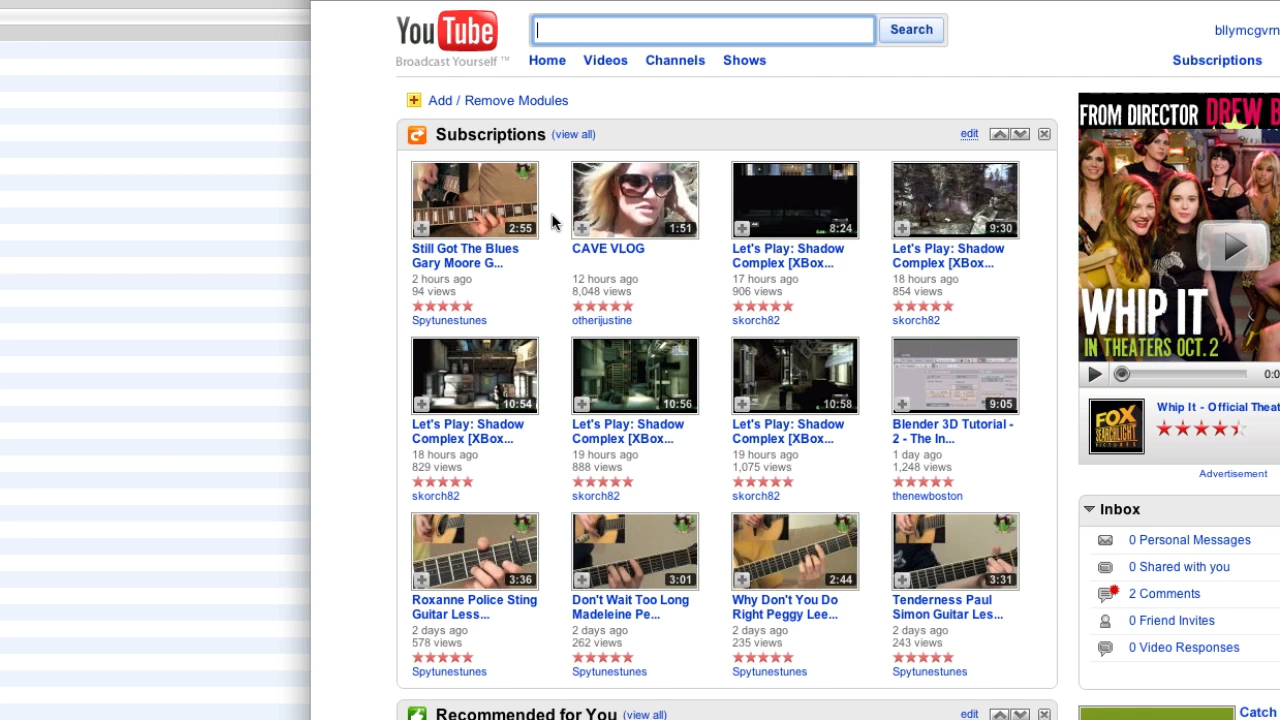 YouTube
Broadcast Yourself ™
Search
bllymcgvrn
Home Videos Channels Shows
Subscriptions
Add / Remove Modules
Subscriptions (view all)
edit
2:55
1:51
8:24
9:30
Still Got The Blues
Gary Moore G...
2 hours ago
94 views
Spytunestunes
CAVE VLOG
12 hours ago
8,048 views
otherijustine
Let's Play: Shadow
Complex [XBox...
17 hours ago
906 views
skorch82
Let's Play: Shadow
Complex [XBox...
18 hours ago
854 views
skorch82
10:54
10:56
10:58
9:05
Let's Play: Shadow
Complex [XBox...
18 hours ago
829 views
skorch82
Let's Play: Shadow
Complex [XBox...
19 hours ago
888 views
skorch82
Let's Play: Shadow
Complex [XBox...
19 hours ago
1,075 views
skorch82
Blender 3D Tutorial -
2 - The In...
1 day ago
1,248 views
thenewboston
3:36
3:01
2:44
3:31
Roxanne Police Sting
Guitar Less...
2 days ago
578 views
Spytunestunes
Don't Wait Too Long
Madeleine Pe...
2 days ago
262 views
Spytunestunes
Why Don't You Do
Right Peggy Lee...
2 days ago
235 views
Spytunestunes
Tenderness Paul
Simon Guitar Les...
2 days ago
243 views
Spytunestunes
Recommended for You (view all)
edit
FROM DIRECTOR DREW B
WHIP IT
IN THEATERS OCT. 2
0:0
FOX
SEARCHLIGHT
PICTURES
Whip It - Official Theat
Advertisement
Inbox
0 Personal Messages
0 Shared with you
2 Comments
0 Friend Invites
0 Video Responses
Catch